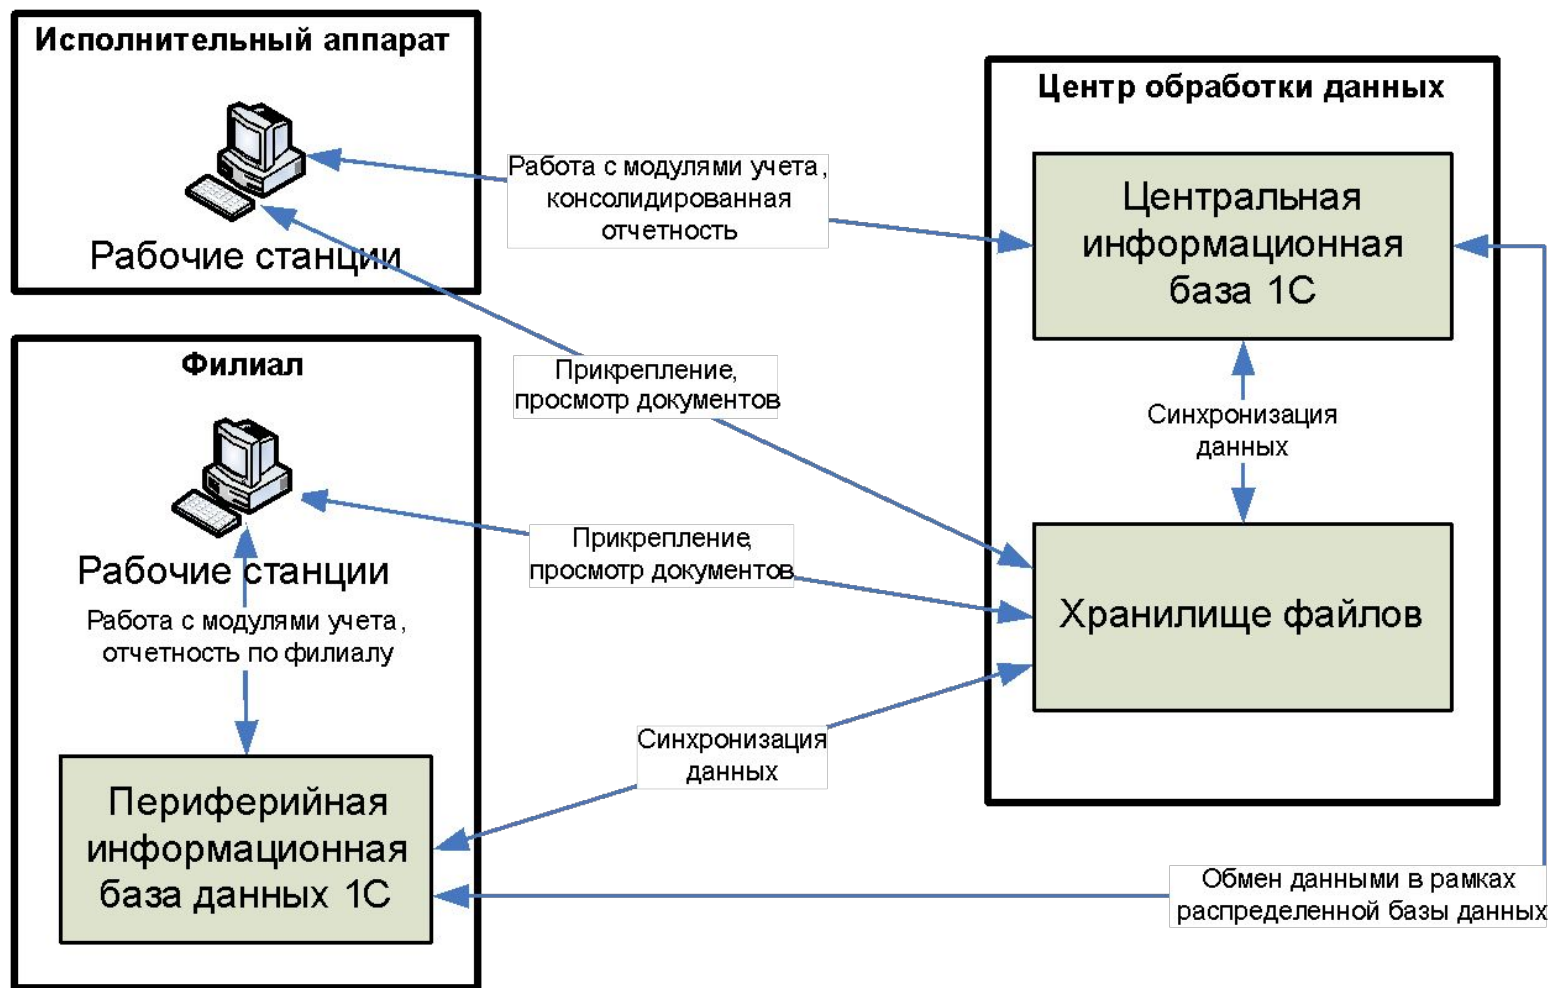 Исполнительный аппарат
Рабочие станции
Работа с модулями учета,
консолидированная
отчетность
Центр обработки данных
Центральная
информационная
база 1С
Синхронизация
данных
Хранилище файлов
Прикрепление,
просмотр документов
Филиал
Рабочие станции
Работа с модулями учета,
отчетность по филиалу
Прикрепление,
просмотр документов
Синхронизация
данных
Периферийная
информационная
база данных 1С
Обмен данными в рамках
распределенной базы данных